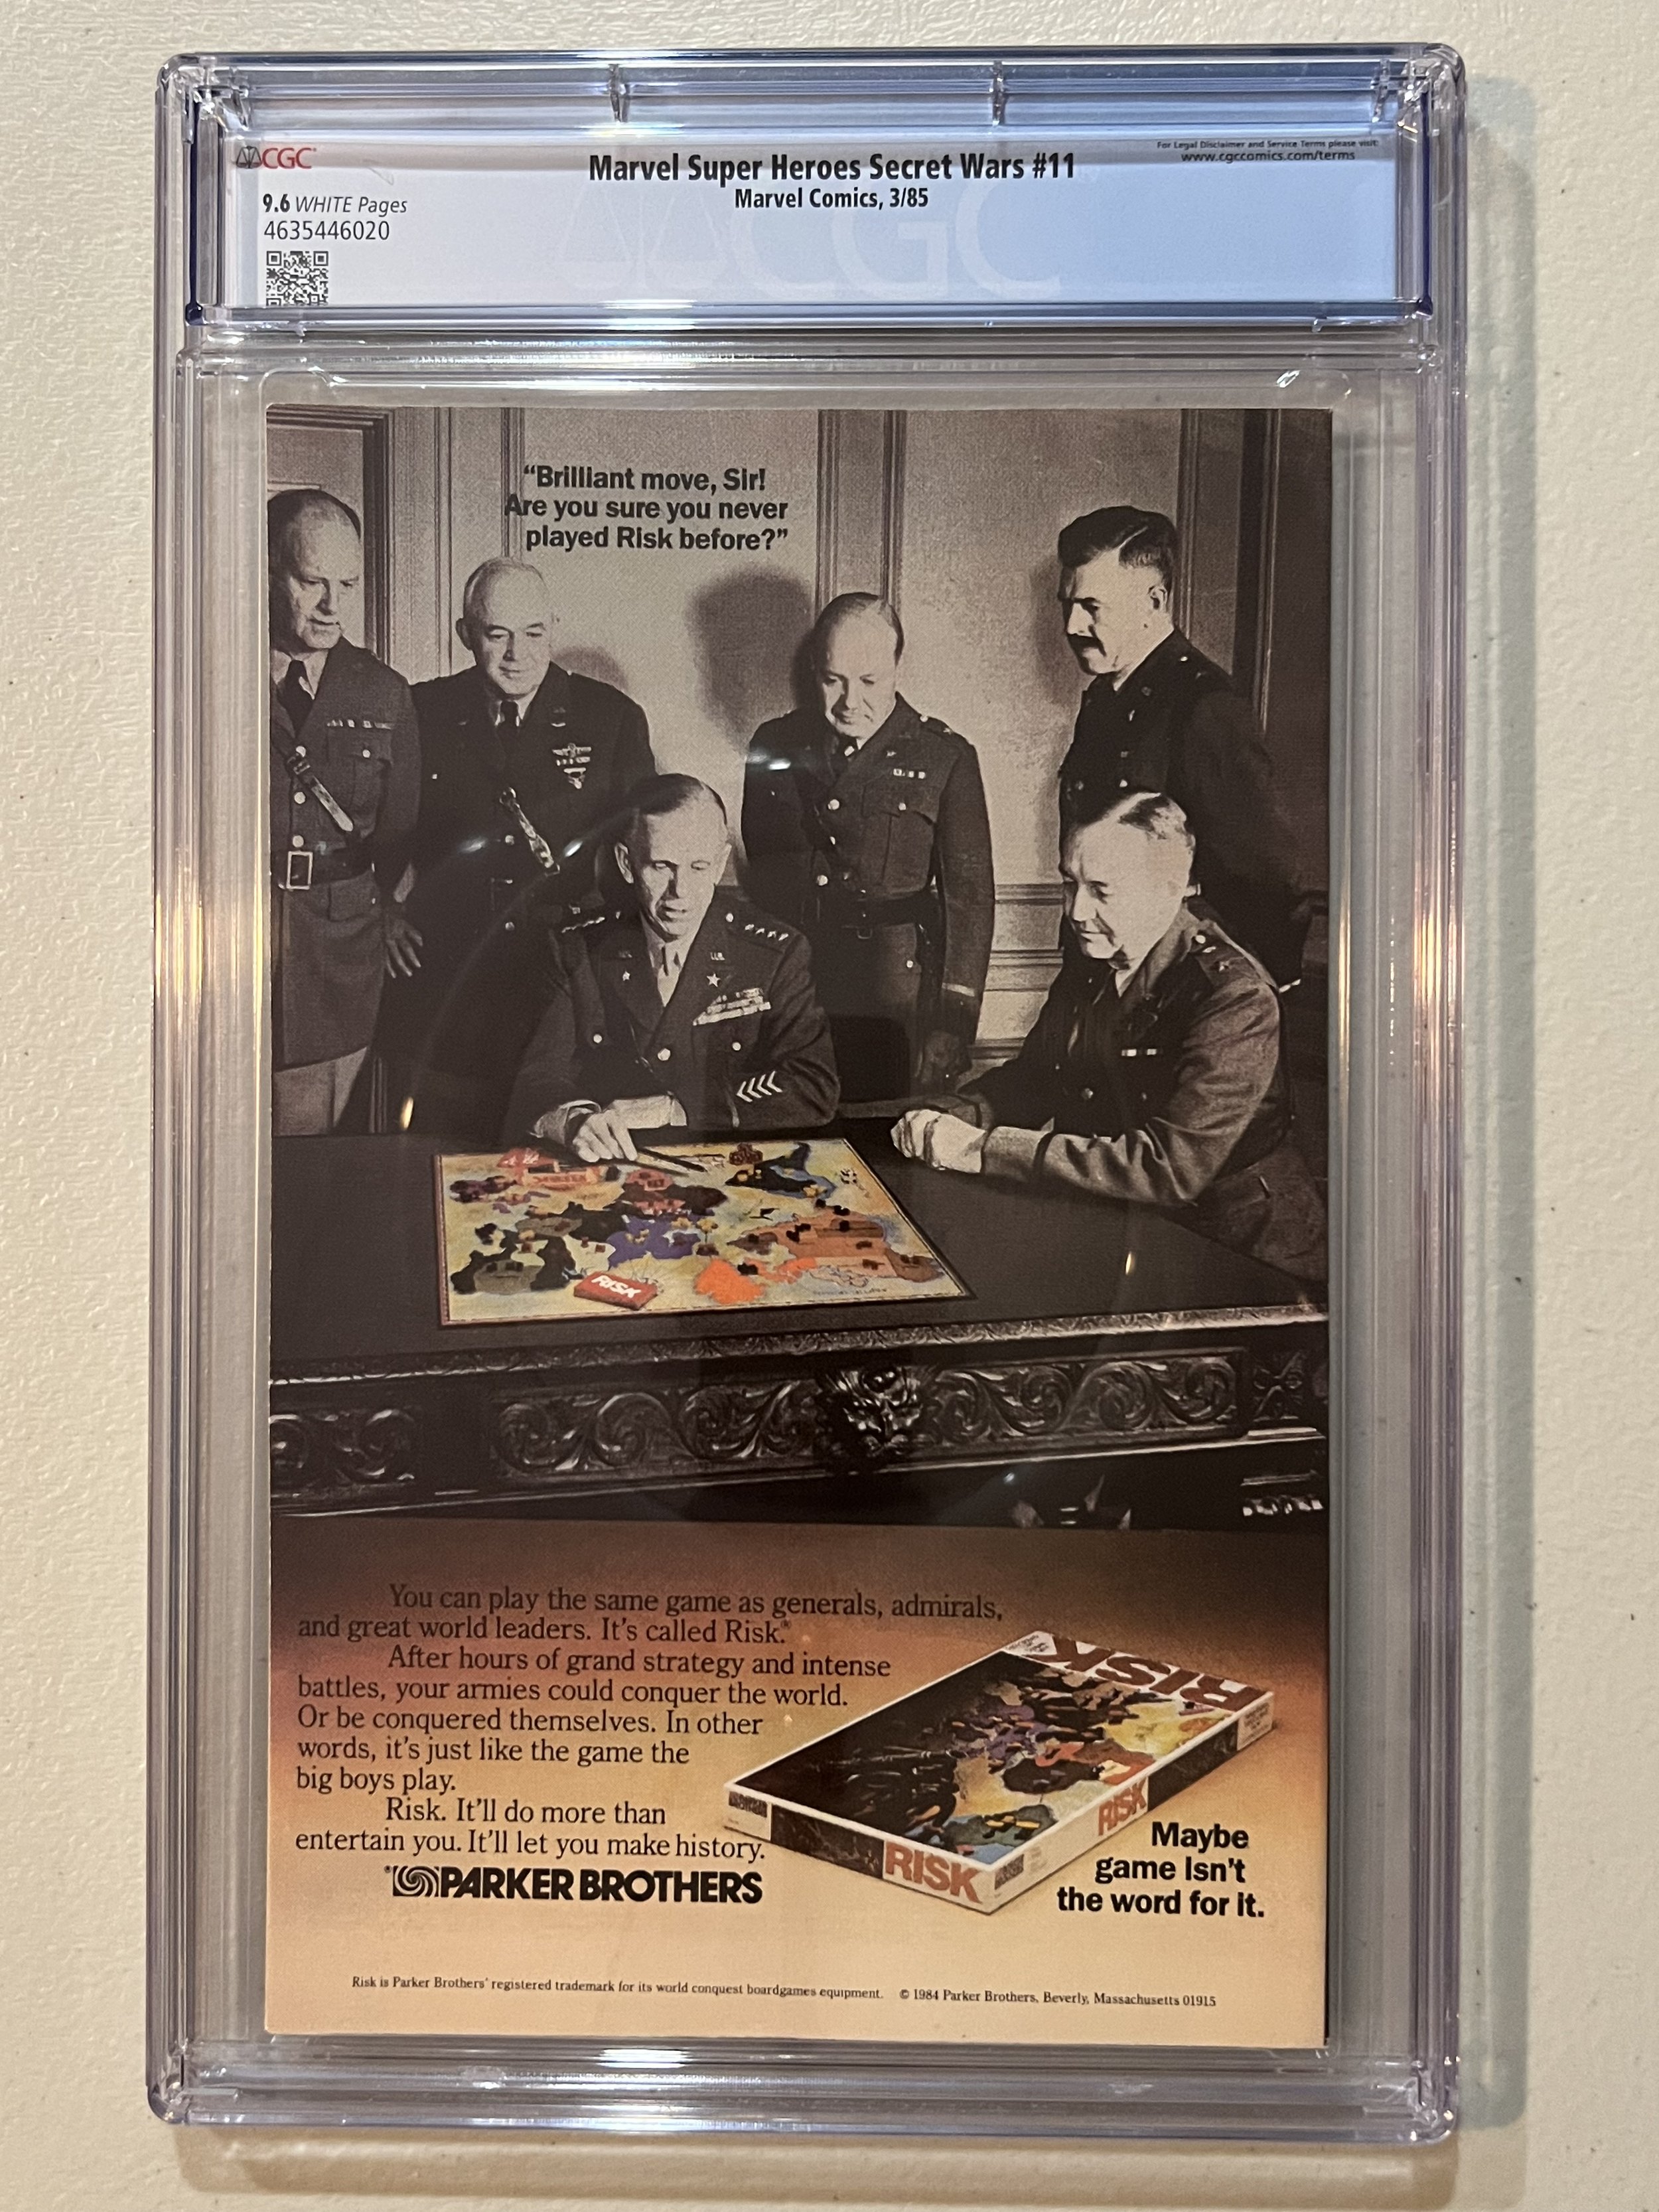 CGC
Marvel Super Heroes Secret Wars #11
Marvel Comics, 3/85
For Legal Disclaimer and Service Terms please visit:
www.cgccomics.com/terms
9.6 WHITE Pages
4635446020
CGC
“Brilliant move, Sir!
Are you sure you never
played Risk before?”
RISK
RISK
You can play the same game as generals, admirals,
and great world leaders. It’s called Risk.®
After hours of grand strategy and intense
battles, your armies could conquer the world.
Or be conquered themselves. In other
words, it’s just like the game the
big boys play.
Risk. It’ll do more than
entertain you. It’ll let you make history.
PARKER BROTHERS
RISK
RISK
RISK
Maybe
game isn’t
the word for it.
Risk is Parker Brothers’ registered trademark for its world conquest boardgames equipment. © 1984 Parker Brothers, Beverly, Massachusetts 01915